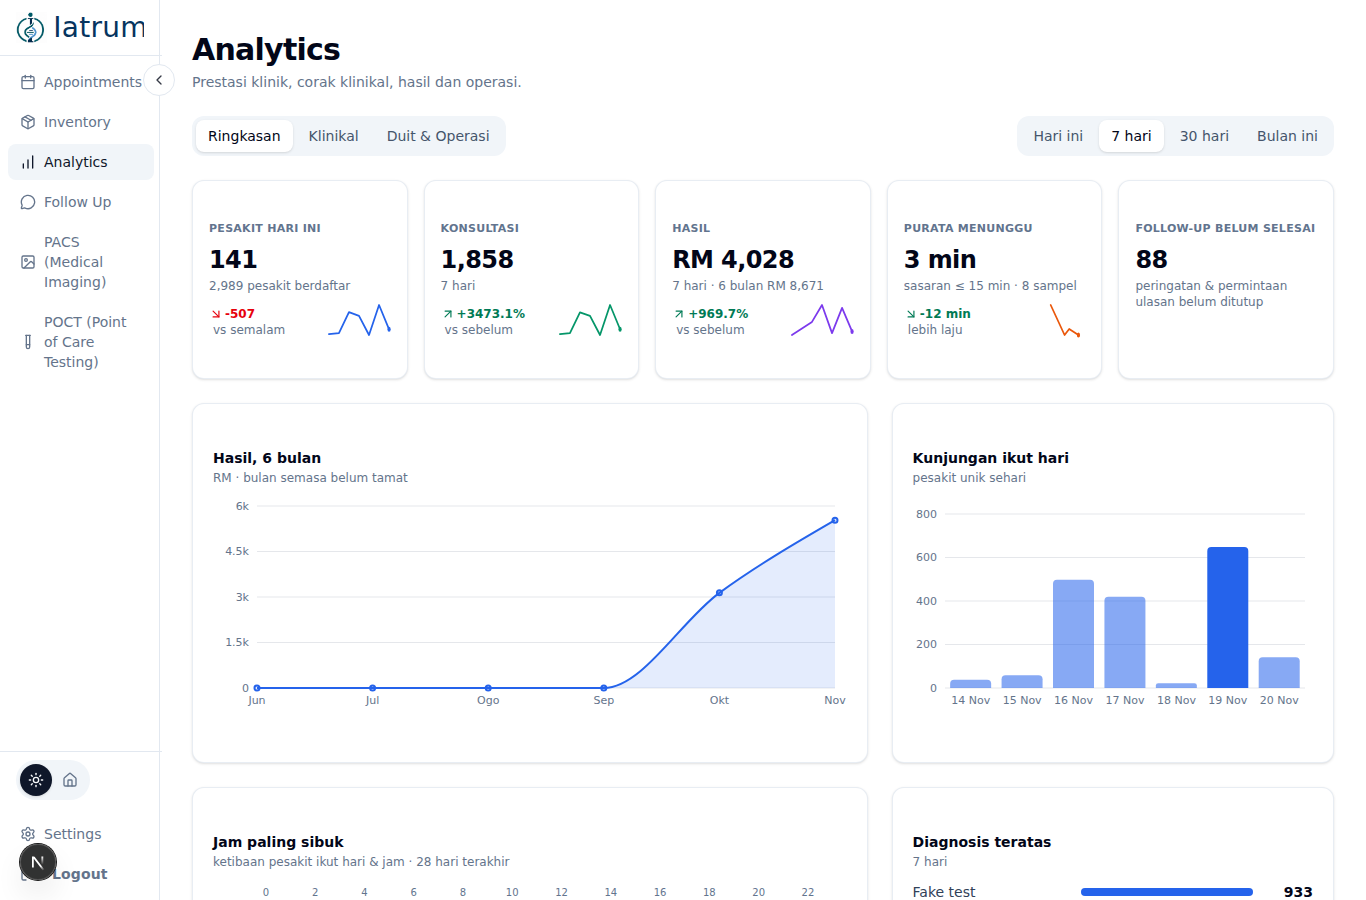 Iatrum
Appointments
Inventory
Analytics
Follow Up
PACS
(Medical
Imaging)
POCT (Point
of Care
Testing)
Settings
Logout
N
Analytics
Prestasi klinik, corak klinikal, hasil dan operasi.
Ringkasan
Klinikal
Duit & Operasi
Hari ini
7 hari
30 hari
Bulan ini
PESAKIT HARI INI
141
2,989 pesakit berdaftar
-507
vs semalam
KONSULTASI
1,858
7 hari
+3473.1%
vs sebelum
HASIL
RM 4,028
7 hari · 6 bulan RM 8,671
+969.7%
vs sebelum
PURATA MENUNGGU
3 min
sasaran ≤ 15 min · 8 sampel
-12 min
lebih laju
FOLLOW-UP BELUM SELESAI
88
peringatan & permintaan
ulasan belum ditutup
Hasil, 6 bulan
RM · bulan semasa belum tamat
6k
4.5k
3k
1.5k
0
Jun Jul Ogo Sep Okt Nov
Kunjungan ikut hari
pesakit unik sehari
800
600
400
200
0
14 Nov 15 Nov 16 Nov 17 Nov 18 Nov 19 Nov 20 Nov
Jam paling sibuk
ketibaan pesakit ikut hari & jam · 28 hari terakhir
0 2 4 6 8 10 12 14 16 18 20 22
Diagnosis teratas
7 hari
Fake test 933